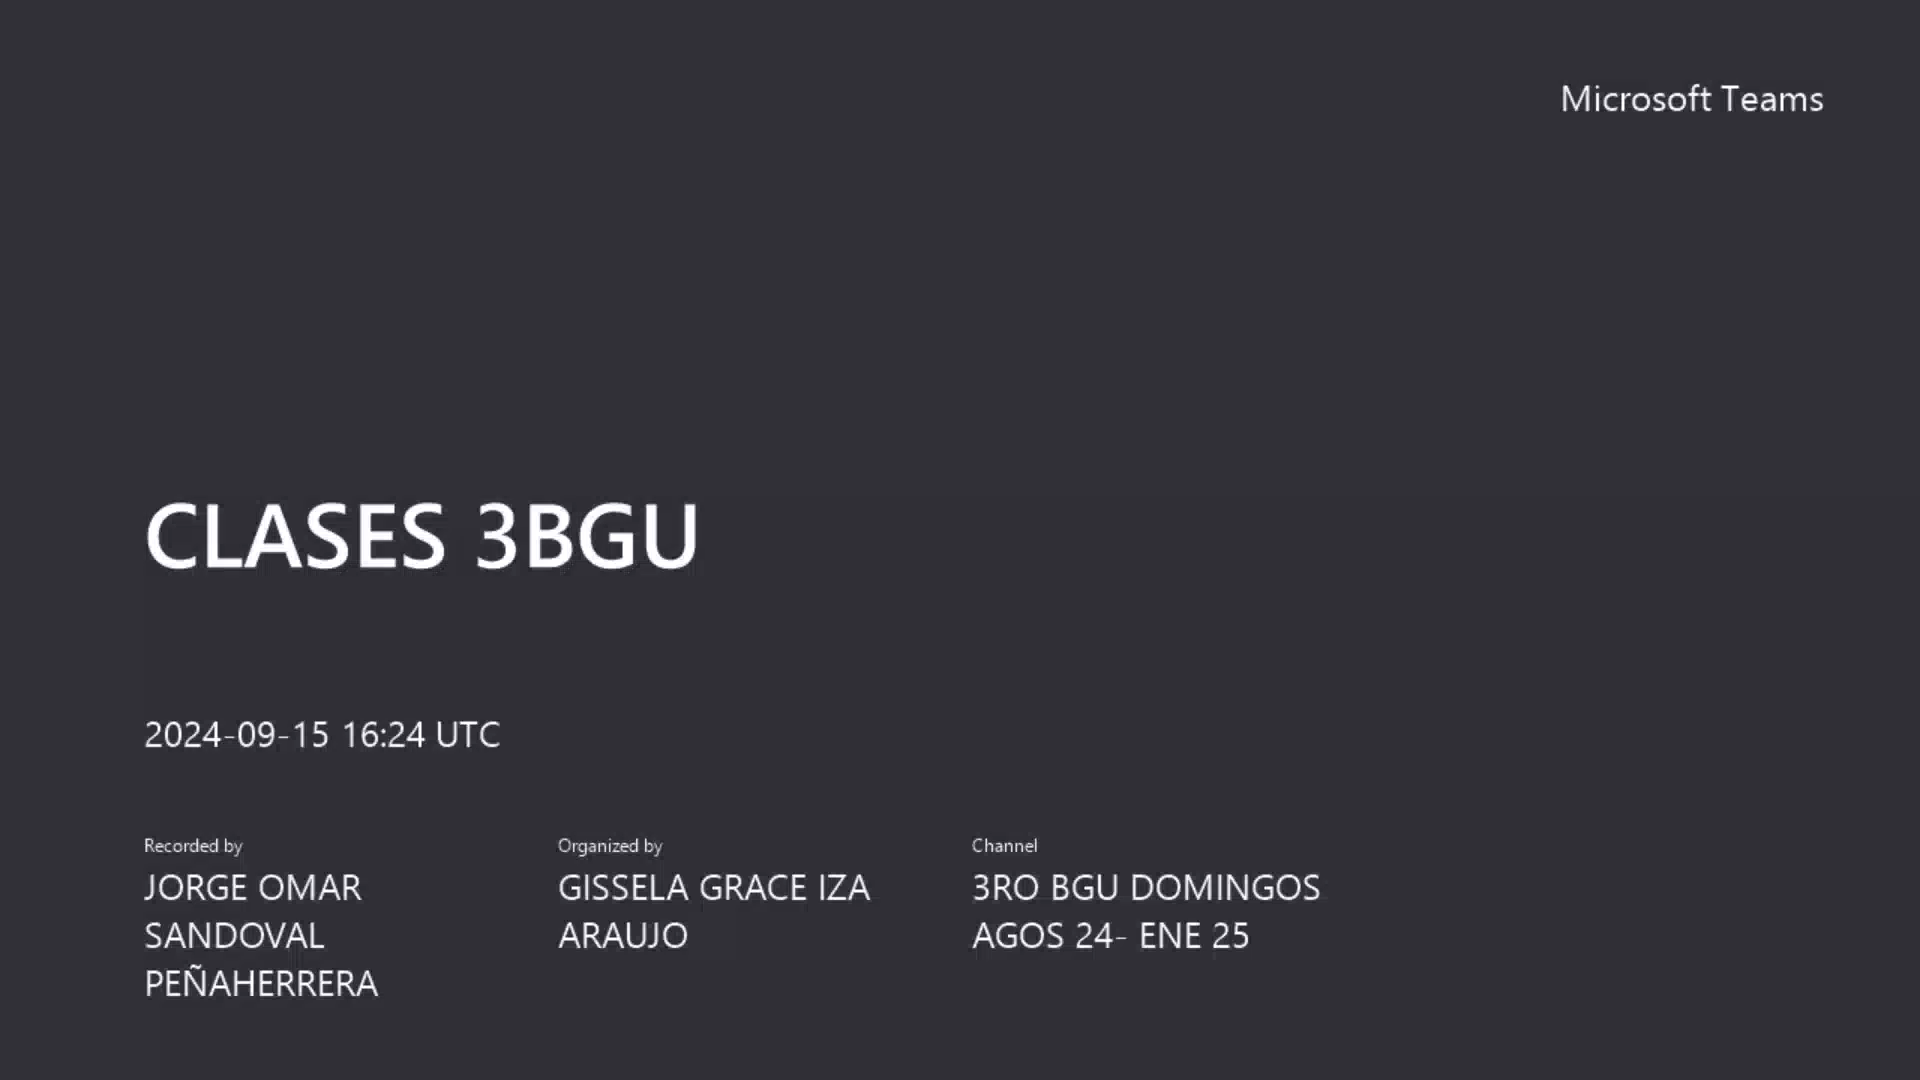 Microsoft Teams
CLASES 3BGU
2024-09-15 16:24 UTC
Recorded by
JORGE OMAR
SANDOVAL
PEÑAHERRERA
Organized by
GISSELA GRACE IZA
ARAUJO
Channel
3RO BGU DOMINGOS
AGOS 24- ENE 25